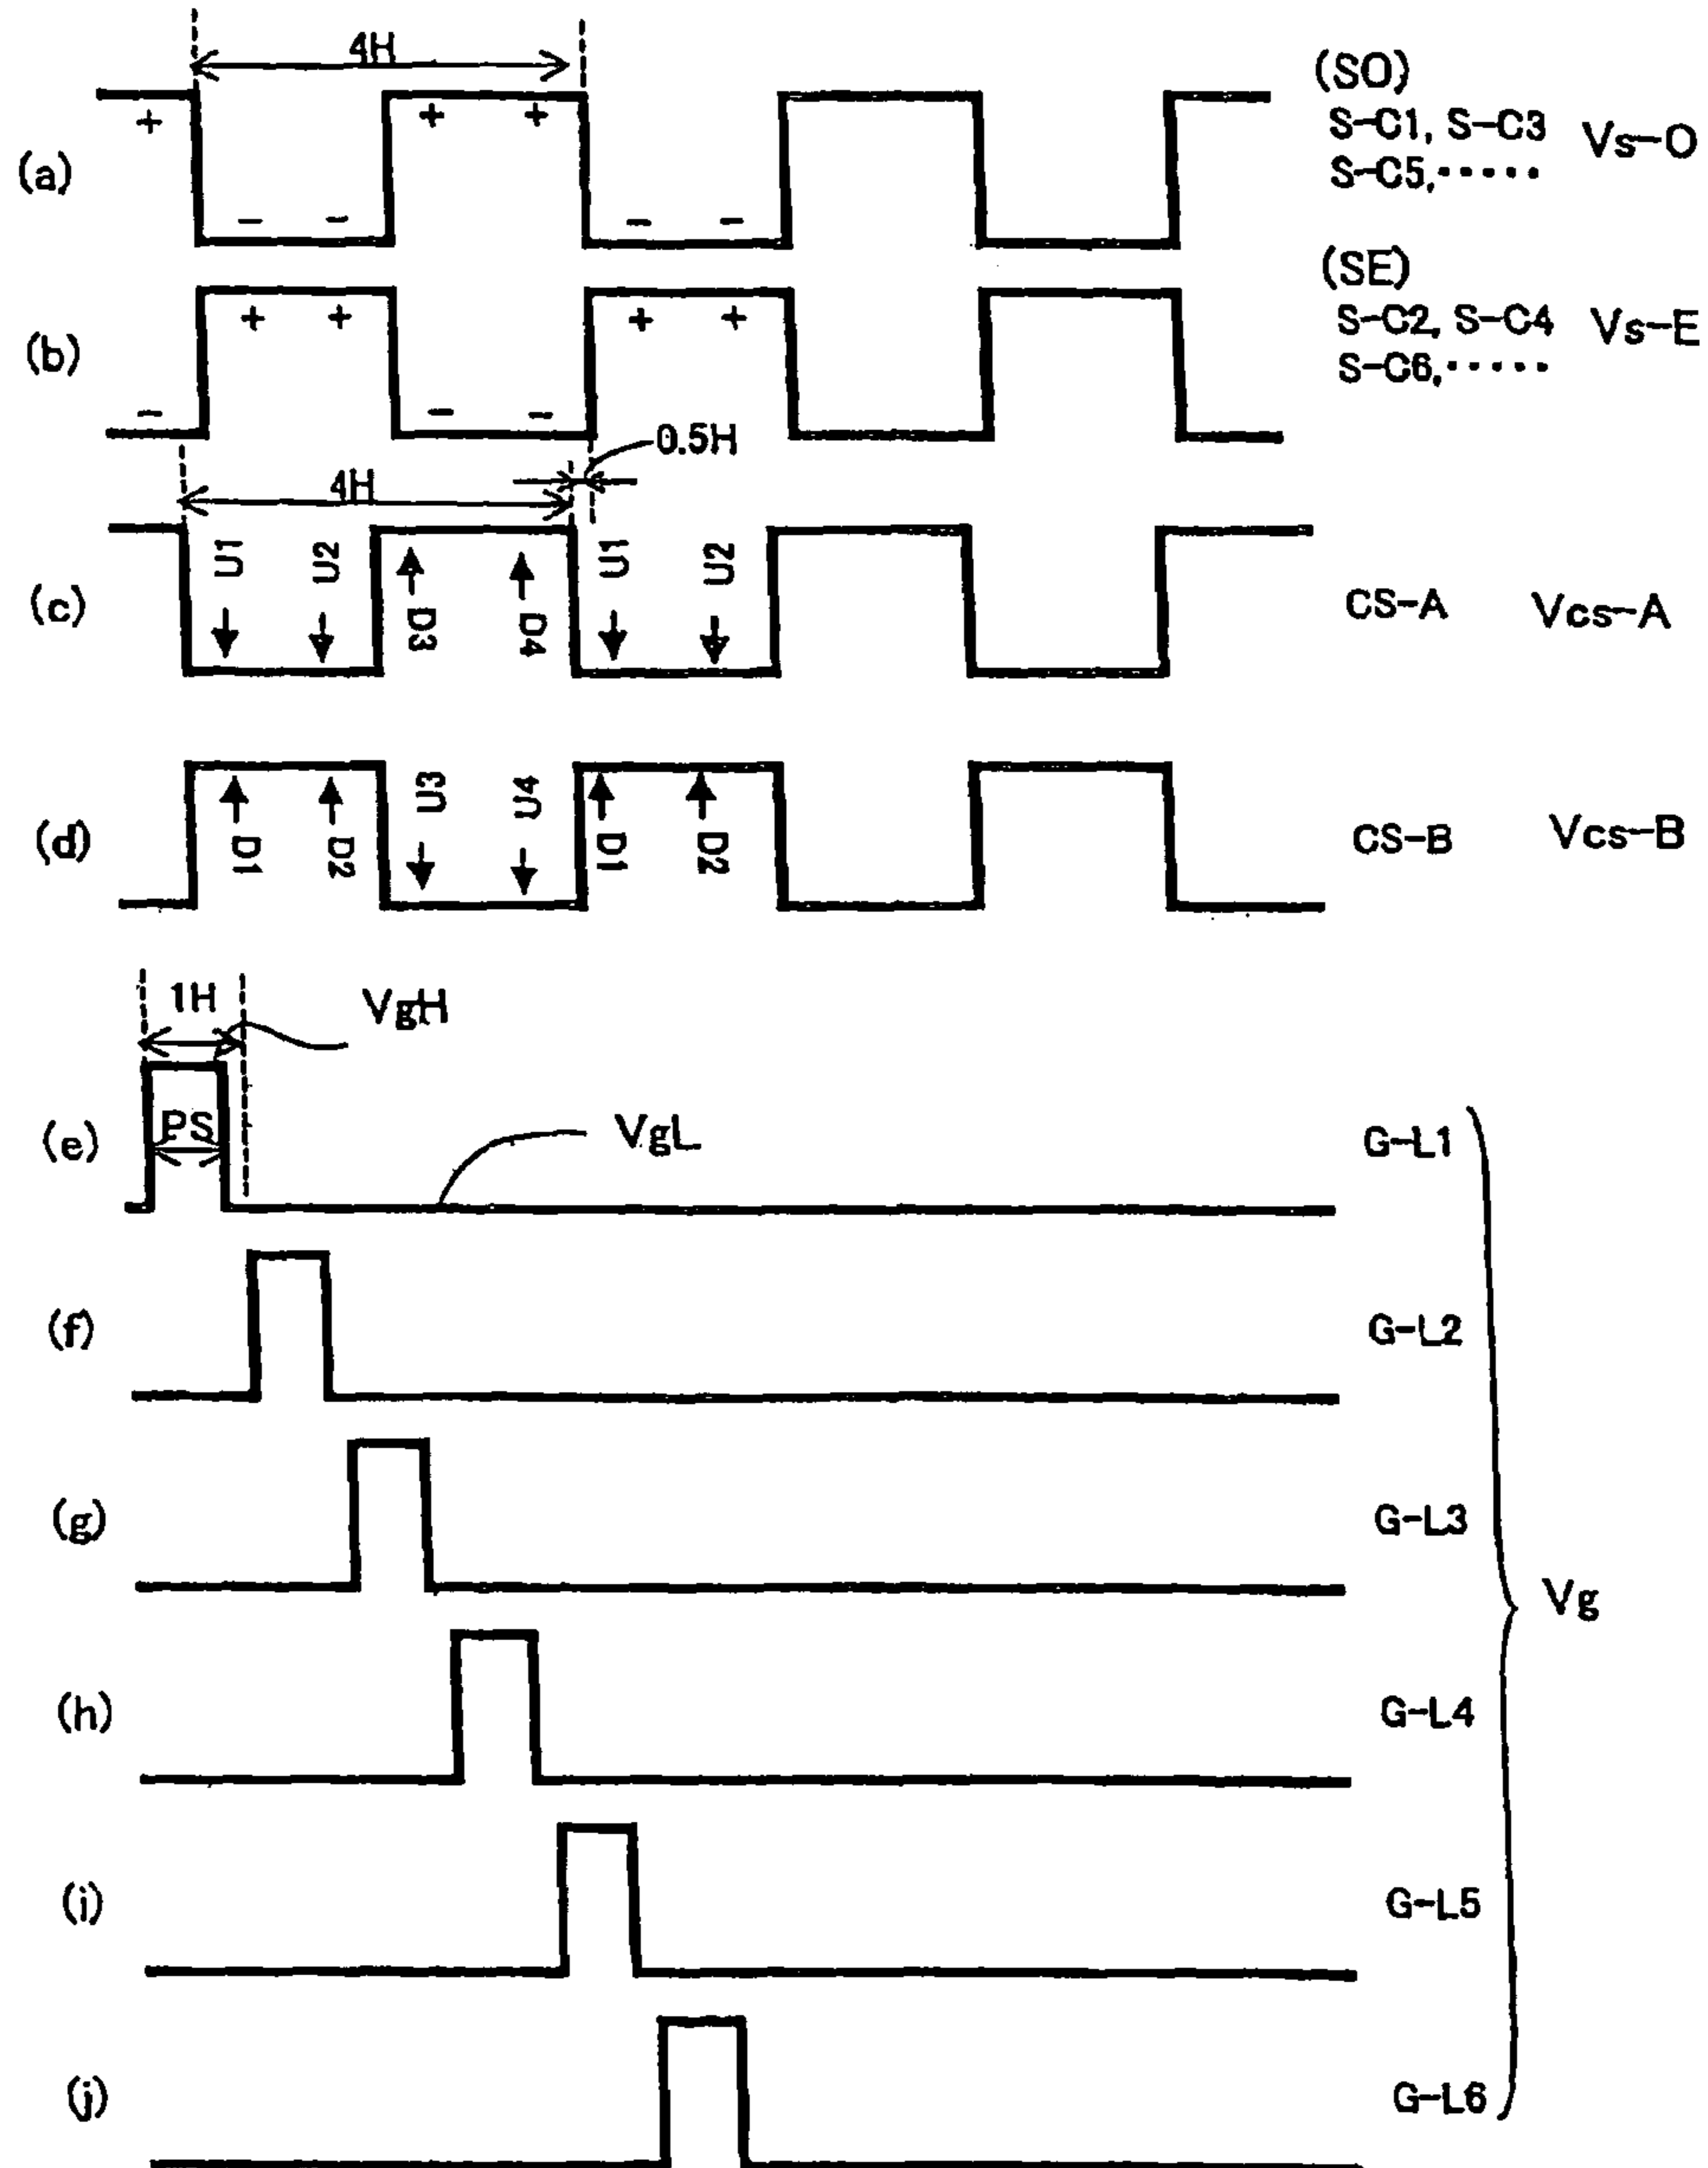 4H
(a)
+
+
+
-
-
-
-
(SO)
S-C1, S-C3
S-C5,·····
Vs-O
(b)
+
+
+
+
-
-
-
(SE)
S-C2, S-C4
S-C6,·····
Vs-E
0.5H
4H
(c)
U1
U2
D3
D4
U1
U2
CS-A
Vcs-A
(d)
D1
D2
U3
U4
D1
D2
CS-B
Vcs-B
1H
VgH
(e)
PS
VgL
G-L1
(f)
G-L2
(g)
G-L3
Vg
(h)
G-L4
(i)
G-L5
(j)
G-L6